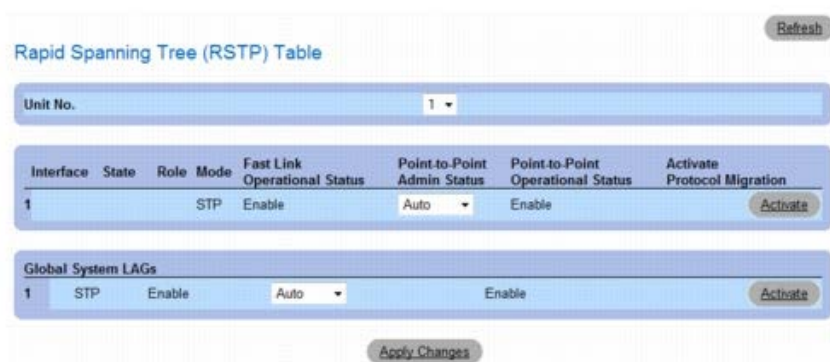 Refresh
Rapid Spanning Tree (RSTP) Table
Unit No. 1
Interface State Role Mode Fast Link Operational Status Point-to-Point Admin Status Point-to-Point Operational Status Activate Protocol Migration
1 STP Enable Auto Enable Activate
Global System LAGs
1 STP Enable Auto Enable Activate
Apply Changes